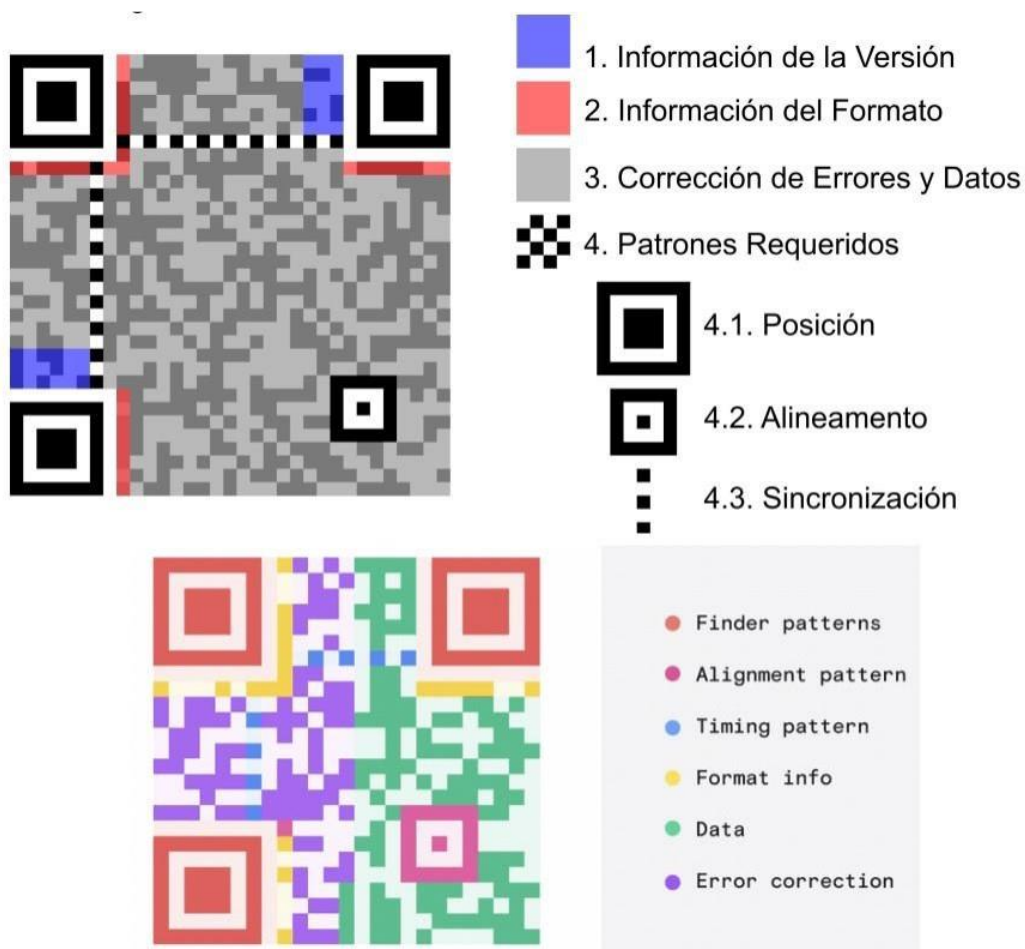 1. Información de la Versión
2. Información del Formato
3. Corrección de Errores y Datos
4. Patrones Requeridos
4.1. Posición
4.2. Alineamento
4.3. Sincronización
Finder patterns
Alignment pattern
Timing pattern
Format info
Data
Error correction